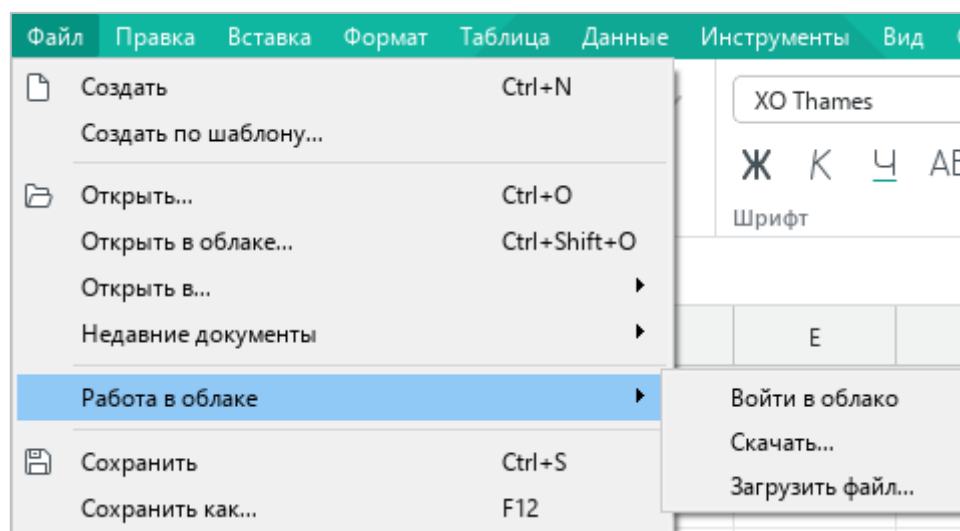 Файл Правка Вставка Формат Таблица Данные Инструменты Вид
Создать Ctrl+N
Создать по шаблону...
Открыть... Ctrl+O
Открыть в облаке... Ctrl+Shift+O
Открыть в...
Недавние документы
Работа в облаке
Сохранить Ctrl+S
Сохранить как... F12
XO Thames
Ж К Ч
Шрифт
E
Войти в облако
Скачать...
Загрузить файл...